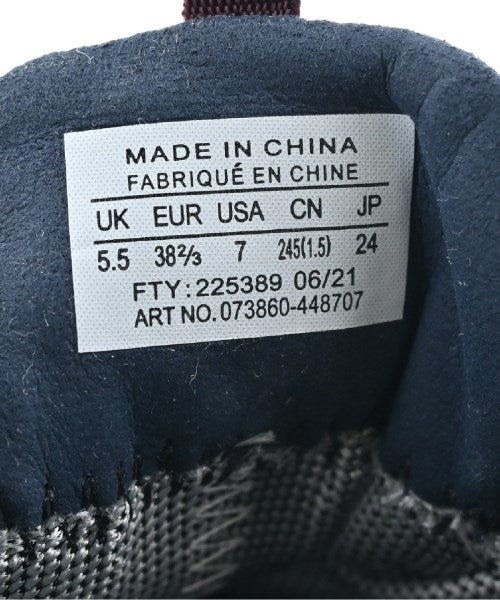 MADE IN CHINA
FABRIQUÉ EN CHINE
UK EUR USA CN JP
5.5 38⅔ 7 245(1.5) 24
FTY: 225389 06/21
ART NO. 073860-448707